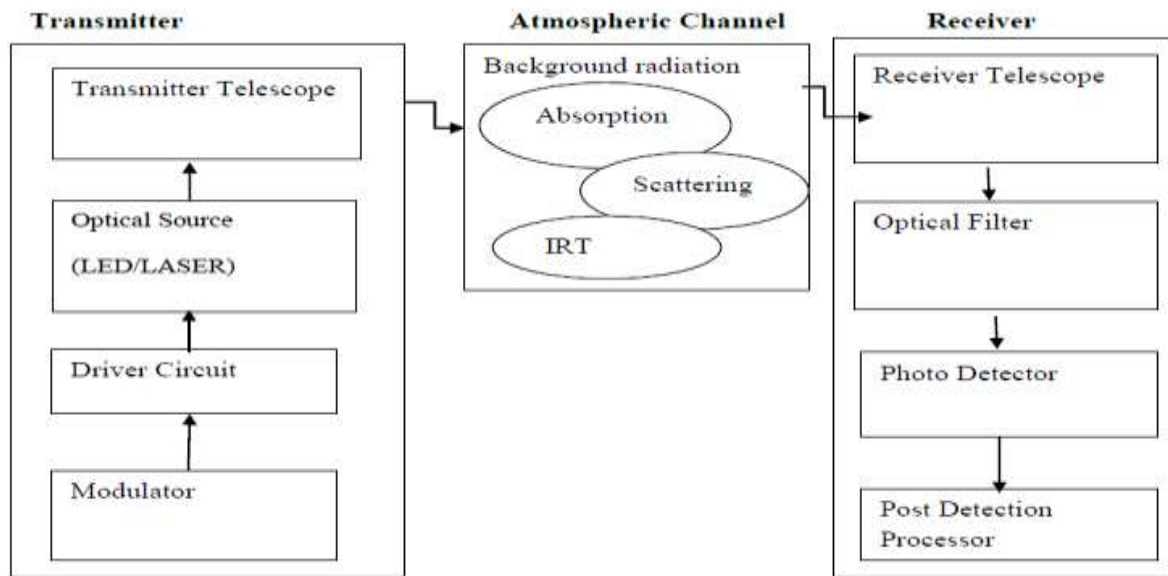 Transmitter
Transmitter Telescope
Optical Source
(LED/LASER)
Driver Circuit
Modulator
Atmospheric Channel
Background radiation
Absorption
Scattering
IRT
Receiver
Receiver Telescope
Optical Filter
Photo Detector
Post Detection
Processor